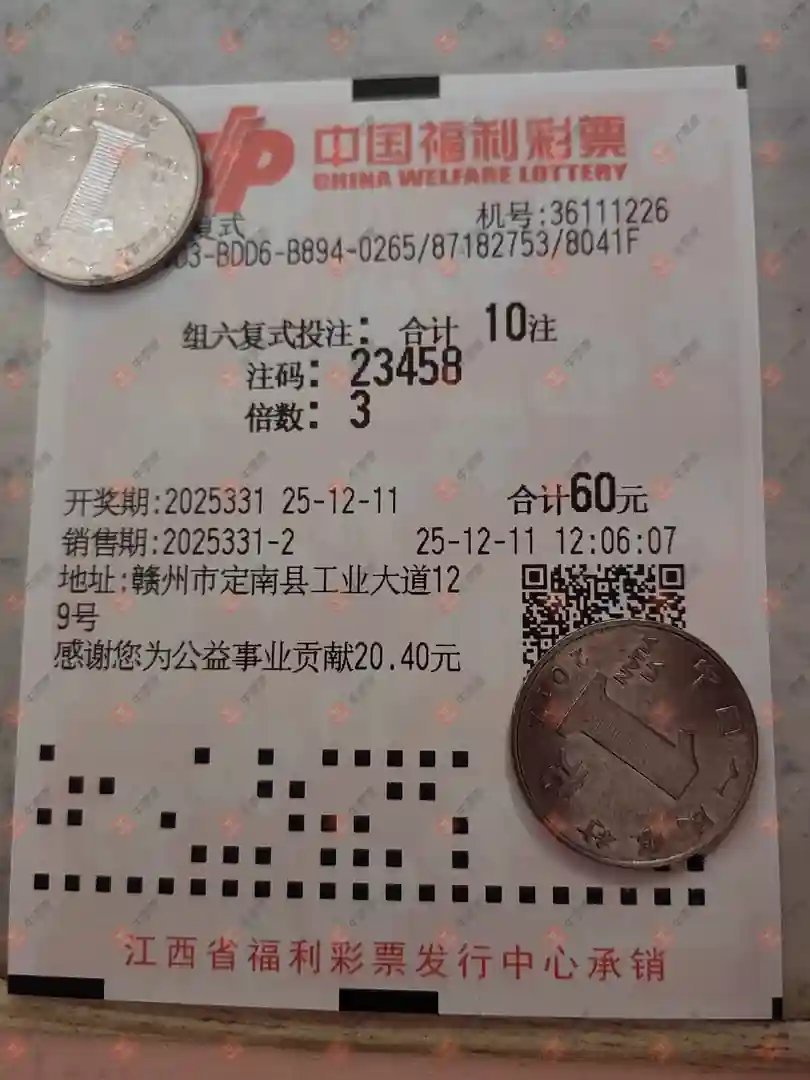 中国福利彩票
CHINA WELFARE LOTTERY
复式 机号:36111226
03-BDD6-B894-0265/87182753/8041F
组六复式投注: 合计 10注
注码: 23458
倍数: 3
开奖期:2025331 25-12-11 合计60元
销售期:2025331-2 25-12-11 12:06:07
地址:赣州市定南县工业大道12
9号
感谢您为公益事业贡献20.40元
江西省福利彩票发行中心承销